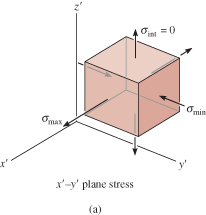 z′
σint = 0
σmax
σmin
x′
y′
x′–y′ plane stress
(a)